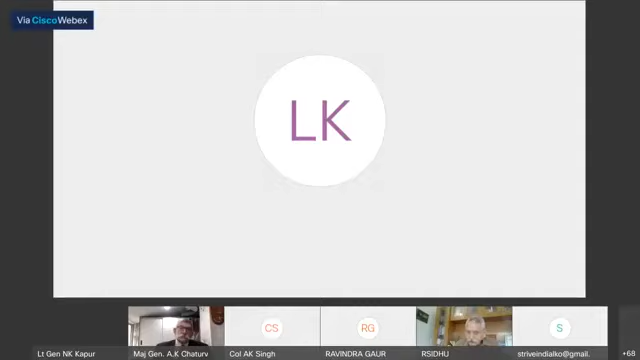 Via CiscoWebex
LK
CS
RG
S
Lt Gen NK Kapur
Maj Gen. A.K Chaturv
Col AK Singh
RAVINDRA GAUR
RSIDHU
striveindialko@gmail.
+68